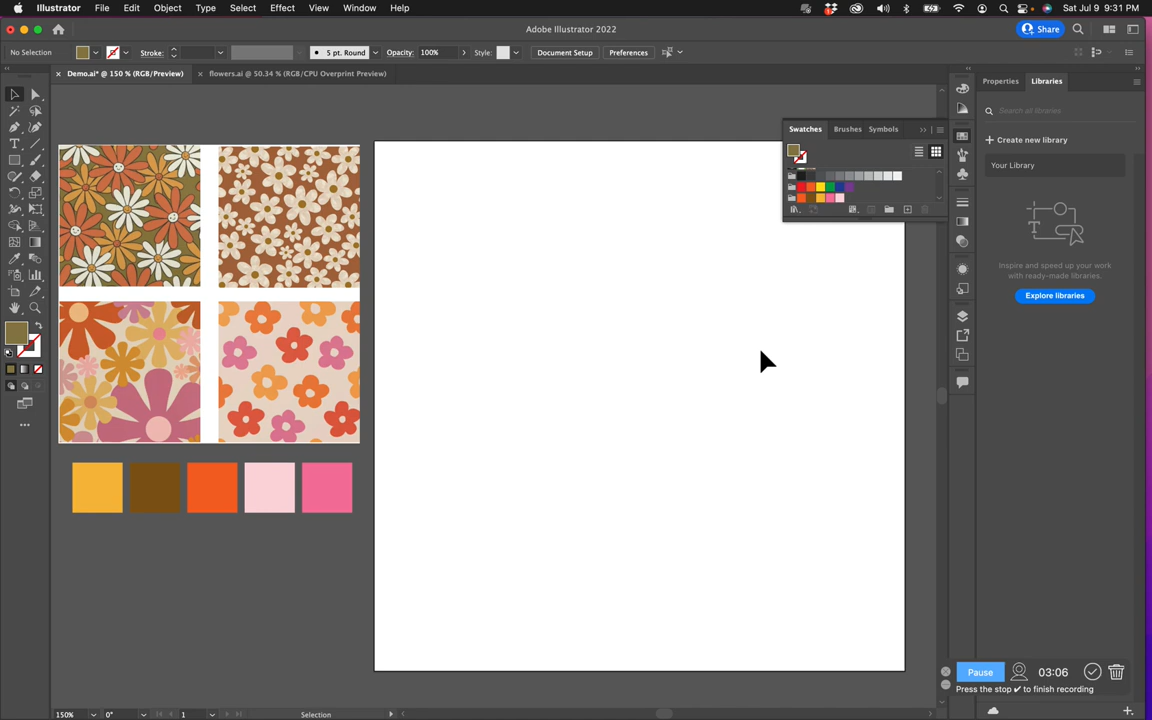 Illustrator File Edit Object Type Select Effect View Window Help Sat Jul 9 9:31 PM
Adobe Illustrator 2022
Share
No Selection Stroke: 5 pt. Round Opacity: 100% Style: Document Setup Preferences
Demo.ai* @ 150 % (RGB/Preview) flowers.ai @ 50.34 % (RGB/CPU Overprint Preview)
Properties Libraries
Search all libraries
Create new library
Your Library
Inspire and speed up your work
with ready-made libraries.
Explore libraries
Swatches Brushes Symbols
Pause 03:06
Press the stop ✔ to finish recording
150% 0° 1 Selection